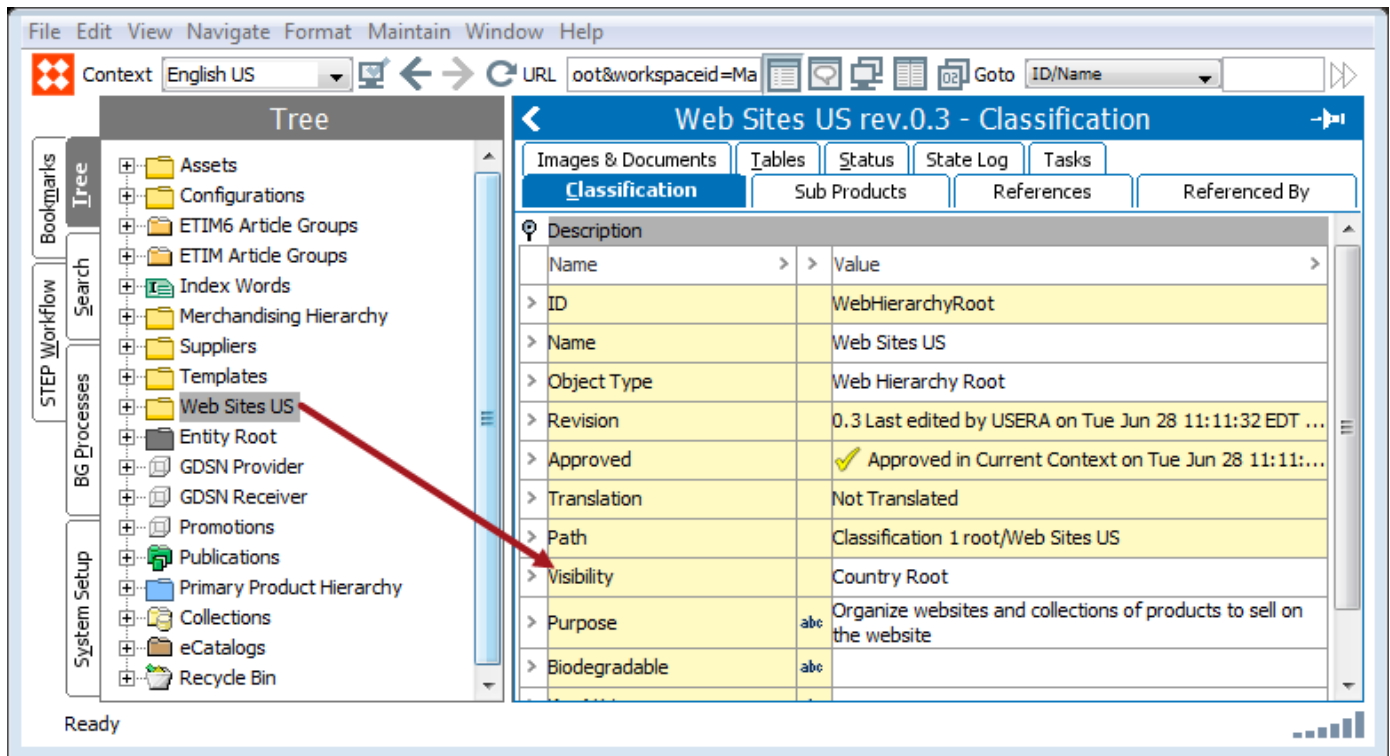 File Edit View Navigate Format Maintain Window Help
Context English US URL oot&workspaceid=Ma Goto ID/Name
Bookmarks
STEP Workflow
Tree
Search
BG Processes
System Setup
Tree
Assets
Configurations
ETIM6 Article Groups
ETIM Article Groups
Index Words
Merchandising Hierarchy
Suppliers
Templates
Web Sites US
Entity Root
GDSN Provider
GDSN Receiver
Promotions
Publications
Primary Product Hierarchy
Collections
eCatalogs
Recycle Bin
Web Sites US rev.0.3 - Classification
Images & Documents Tables Status State Log Tasks
Classification Sub Products References Referenced By
Description
Name > > Value >
> ID WebHierarchyRoot
> Name Web Sites US
> Object Type Web Hierarchy Root
> Revision 0.3 Last edited by USERA on Tue Jun 28 11:11:32 EDT ...
> Approved Approved in Current Context on Tue Jun 28 11:11:...
> Translation Not Translated
> Path Classification 1 root/Web Sites US
> Visibility Country Root
> Purpose abc Organize websites and collections of products to sell on
the website
> Biodegradable abc
Ready